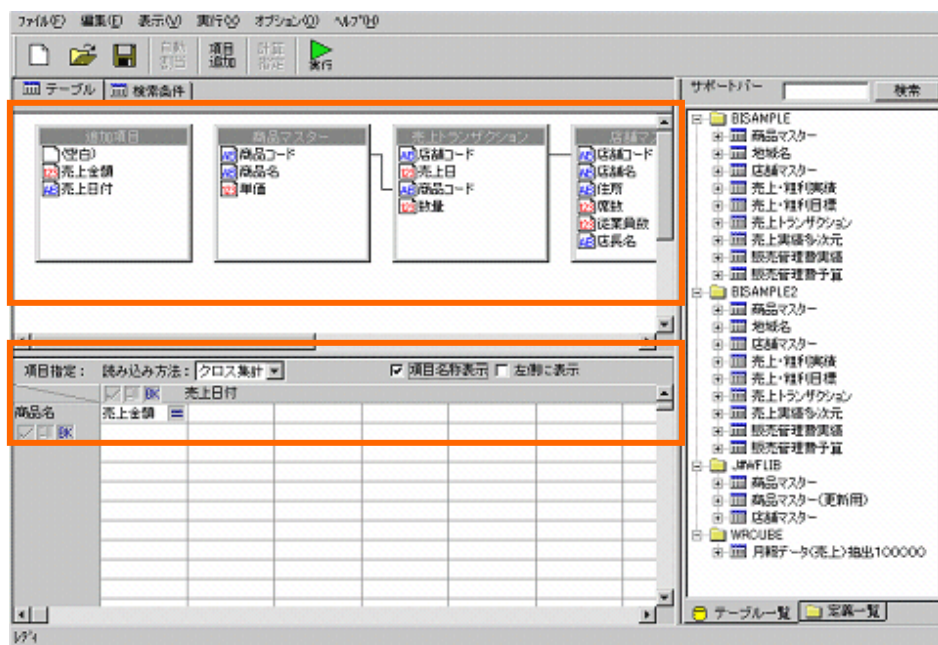 ファイル(F) 編集(E) 表示(V) 実行(X) オプション(O) ヘルプ(H)
自動割当 項目追加 計算指定 実行
テーブル 検索条件
追加項目
(空白)
売上金額
売上日付
商品マスター
商品コード
商品名
単価
売上トランザクション
店舗コード
売上日
商品コード
数量
店舗マス
店舗コード
店舗名
住所
席数
従業員数
店長名
項目指定: 読み込み方法: クロス集計 項目名称表示 左側に表示
BK 売上日付
商品名 売上金額
BK
レディ
サポートバー 検索
BISAMPLE
商品マスター
地域名
店舗マスター
売上・粗利実績
売上・粗利目標
売上トランザクション
売上実績多次元
販売管理費実績
販売管理費予算
BISAMPLE2
商品マスター
地域名
店舗マスター
売上・粗利実績
売上・粗利目標
売上トランザクション
売上実績多次元
販売管理費実績
販売管理費予算
J#WFLIB
商品マスター
商品マスター(更新用)
店舗マスター
WRCUBE
月報データ(売上)抽出100000
テーブル一覧 定義一覧